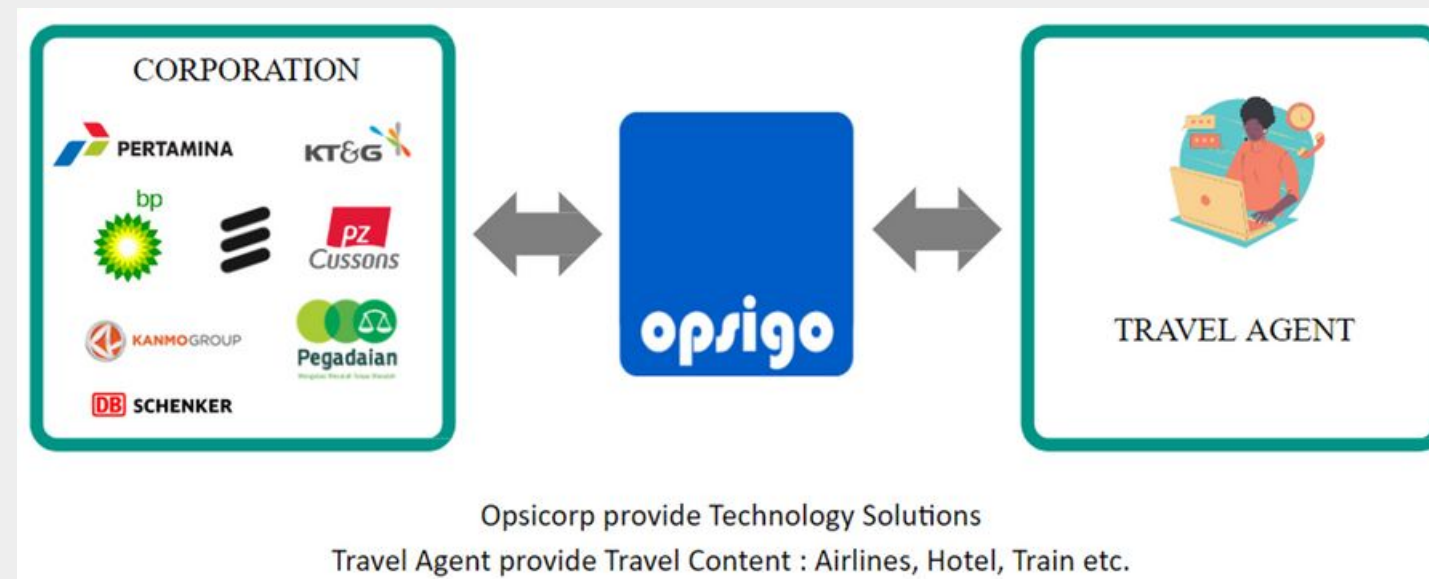 CORPORATION
PERTAMINA
KT&G
bp
PZ
Cussons
KANMOGROUP
Pegadaian
DB SCHENKER
opsigo
TRAVEL AGENT
Opsicorp provide Technology Solutions
Travel Agent provide Travel Content : Airlines, Hotel, Train etc.